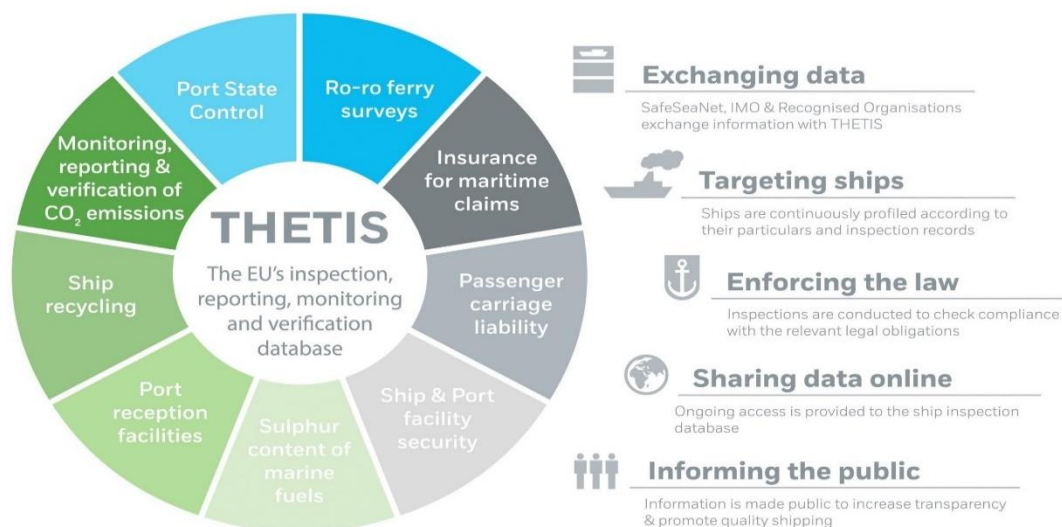 Port State
Control
Ro-ro ferry
surveys
Insurance
for maritime
claims
Passenger
carriage
liability
Ship & Port
facility
security
Sulphur
content of
marine
fuels
Port
reception
facilities
Ship
recycling
Monitoring,
reporting &
verification of
CO₂ emissions
THETIS
The EU's inspection,
reporting, monitoring
and verification
database
Exchanging data
SafeSeaNet, IMO & Recognised Organisations
exchange information with THETIS
Targeting ships
Ships are continuously profiled according to
their particulars and inspection records
Enforcing the law
Inspections are conducted to check compliance
with the relevant legal obligations
Sharing data online
Ongoing access is provided to the ship inspection
database
Informing the public
Information is made public to increase transparency
& promote quality shipping